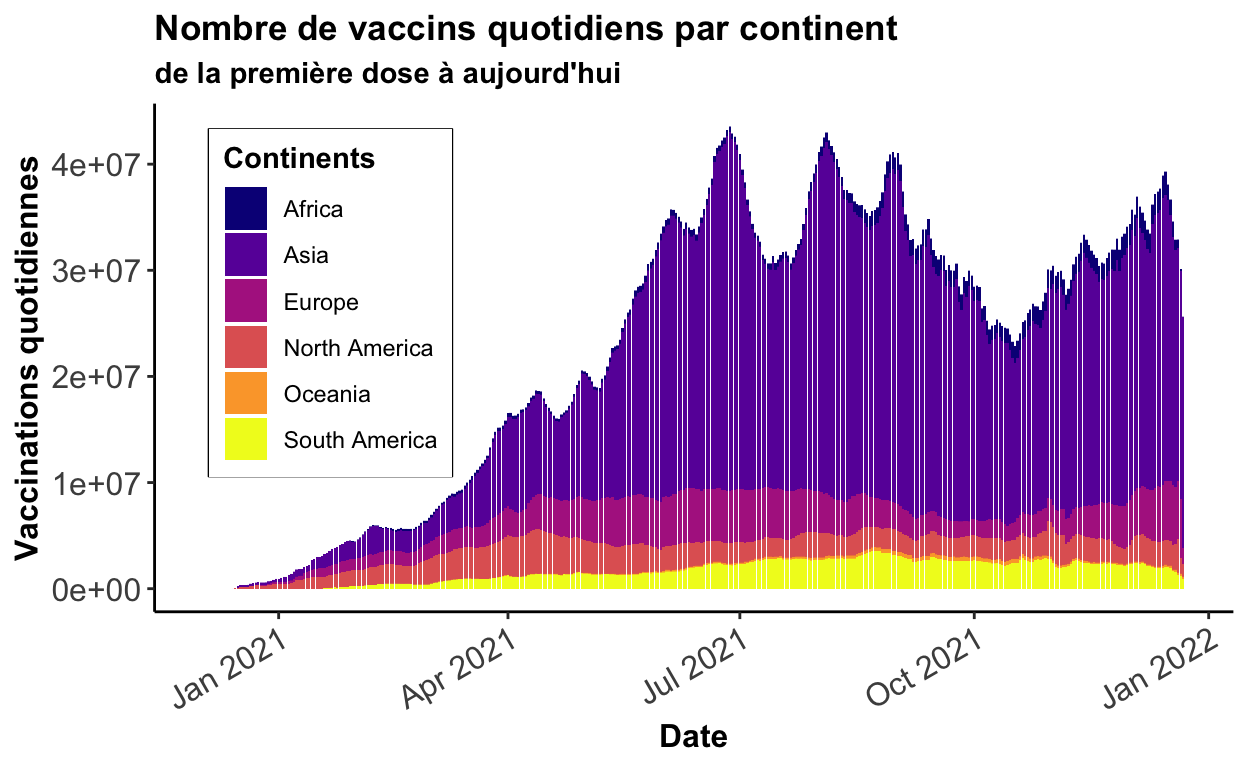 Nombre de vaccins quotidiens par continent
de la première dose à aujourd'hui
Vaccinations quotidiennes
4e+07
3e+07
2e+07
1e+07
0e+00
Continents
Africa
Asia
Europe
North America
Oceania
South America
Jan 2021
Apr 2021
Jul 2021
Oct 2021
Jan 2022
Date